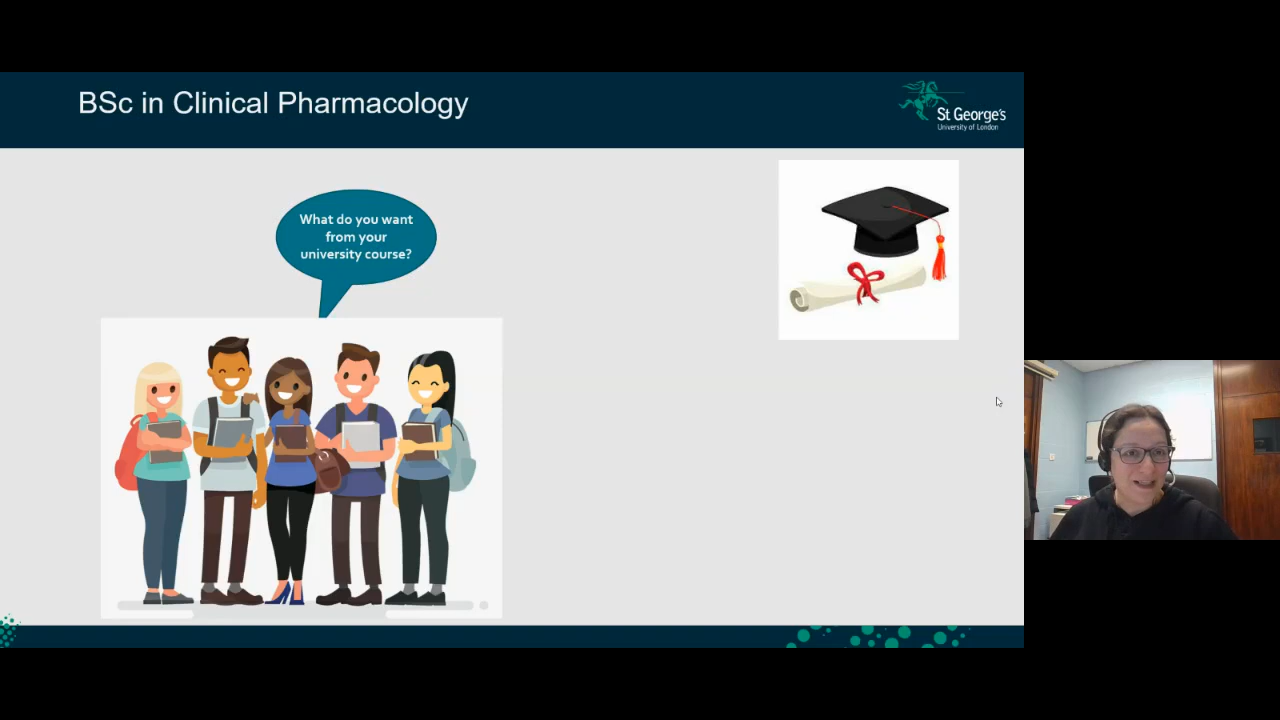 BSc in Clinical Pharmacology
St George's
University of London
What do you want
from your
university course?